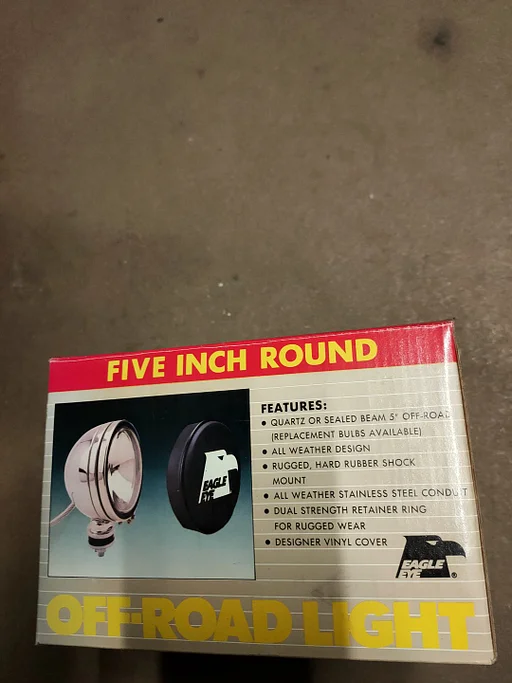 FIVE INCH ROUND
FEATURES:
• QUARTZ OR SEALED BEAM 5" OFF-ROAD
(REPLACEMENT BULBS AVAILABLE)
• ALL WEATHER DESIGN
• RUGGED, HARD RUBBER SHOCK
MOUNT
• ALL WEATHER STAINLESS STEEL CONDUIT
• DUAL STRENGTH RETAINER RING
FOR RUGGED WEAR
• DESIGNER VINYL COVER
EAGLE
EYE
EAGLE
EYE ®
OFF-ROAD LIGHT